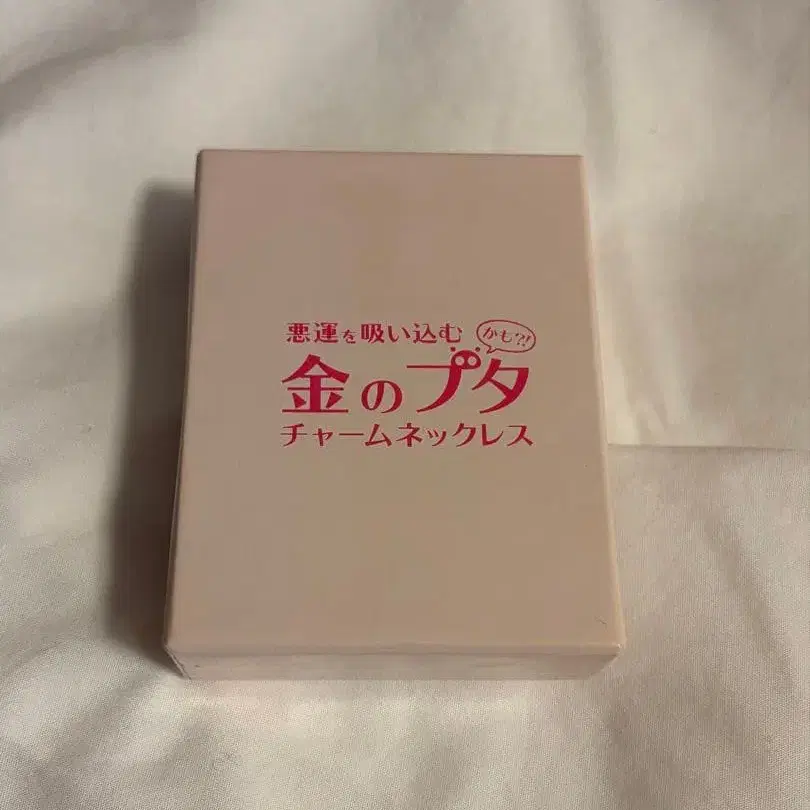 悪運を吸い込む
かも?!
金のブタ
チャームネックレス